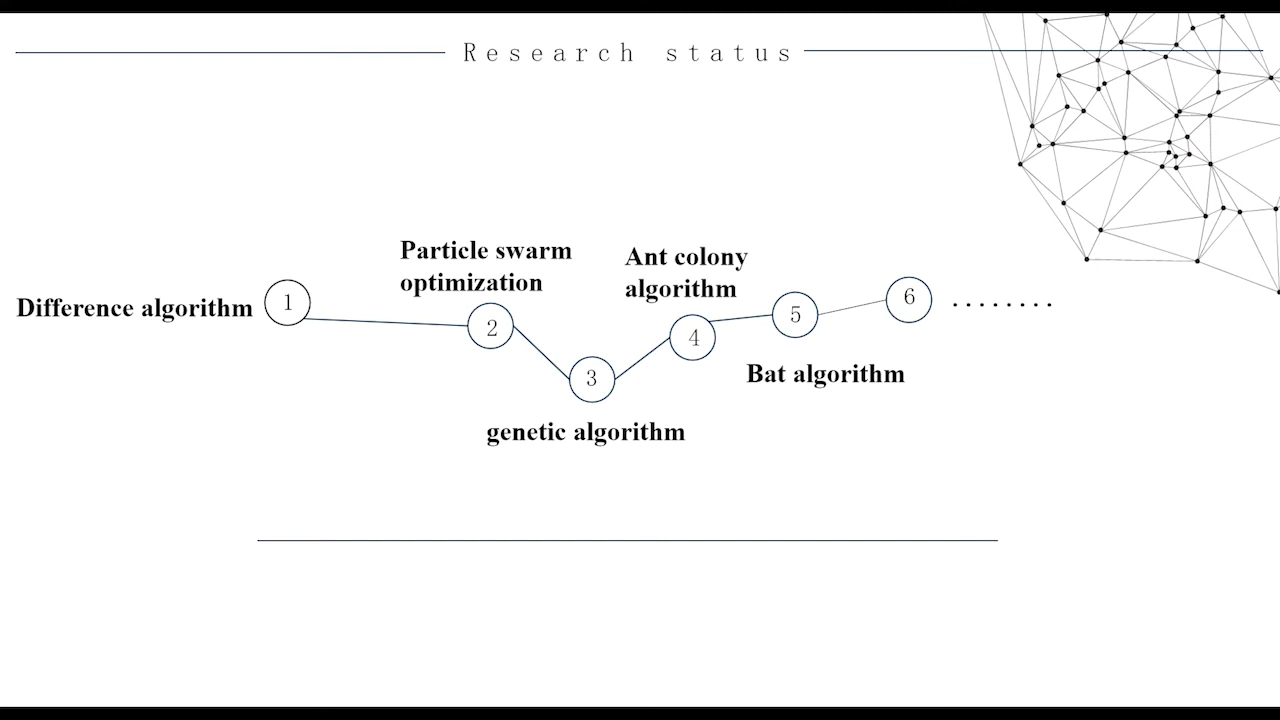 Research status
Particle swarm
optimization
Ant colony
algorithm
Difference algorithm
1
2
3
4
5
6
........
Bat algorithm
genetic algorithm